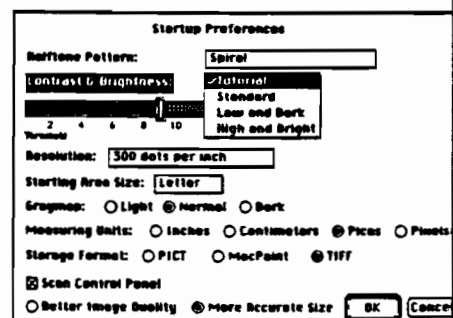 Startup Preferences
Halftone Pattern: Spiral
Contrast & Brightness: ✓Tutorial
Standard
Low and Dark
High and Bright
2 4 6 8 10
Threshold
Resolution: 300 dots per inch
Starting Area Size: Letter
Graymap: Light Normal Dark
Measuring Units: Inches Centimeters Picas Pixels
Storage Format: PICT MacPaint TIFF
Scan Control Panel
Better Image Quality More Accurate Size OK Cance